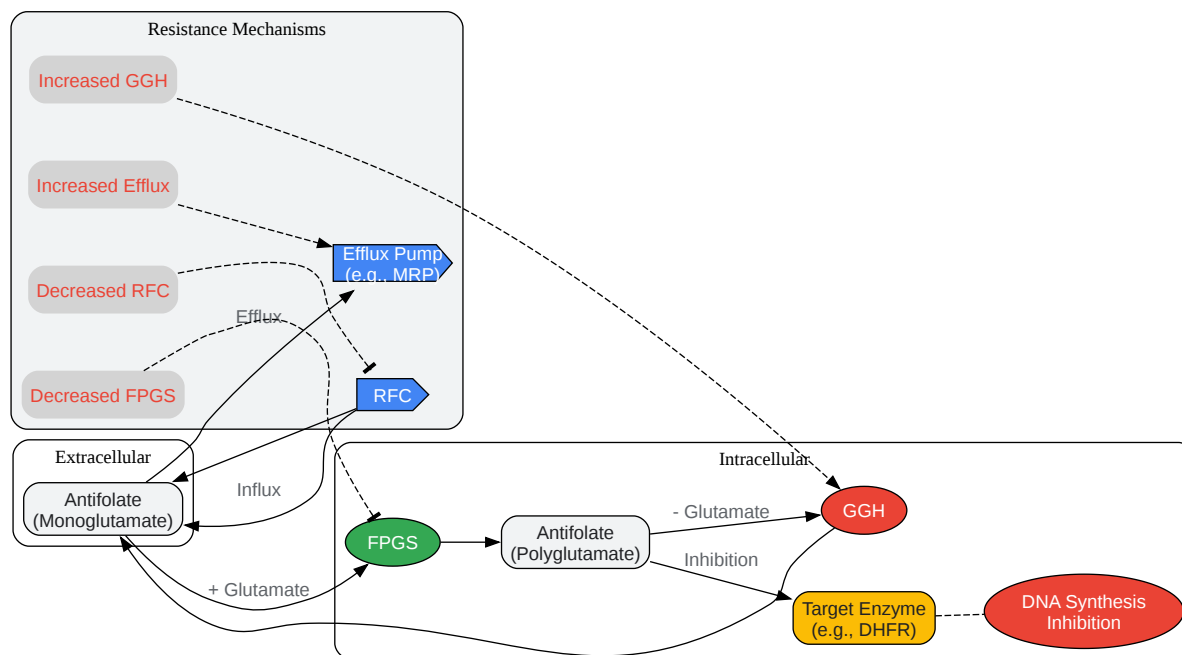 Resistance Mechanisms
Increased GGH
Increased Efflux
Efflux Pump
(e.g., MRP)
Decreased RFC
Efflux
Decreased FPGS
RFC
Extracellular
Antifolate
(Monoglutamate)
Influx
+ Glutamate
Intracellular
FPGS
Antifolate
(Polyglutamate)
- Glutamate
GGH
Inhibition
Target Enzyme
(e.g., DHFR)
DNA Synthesis
Inhibition